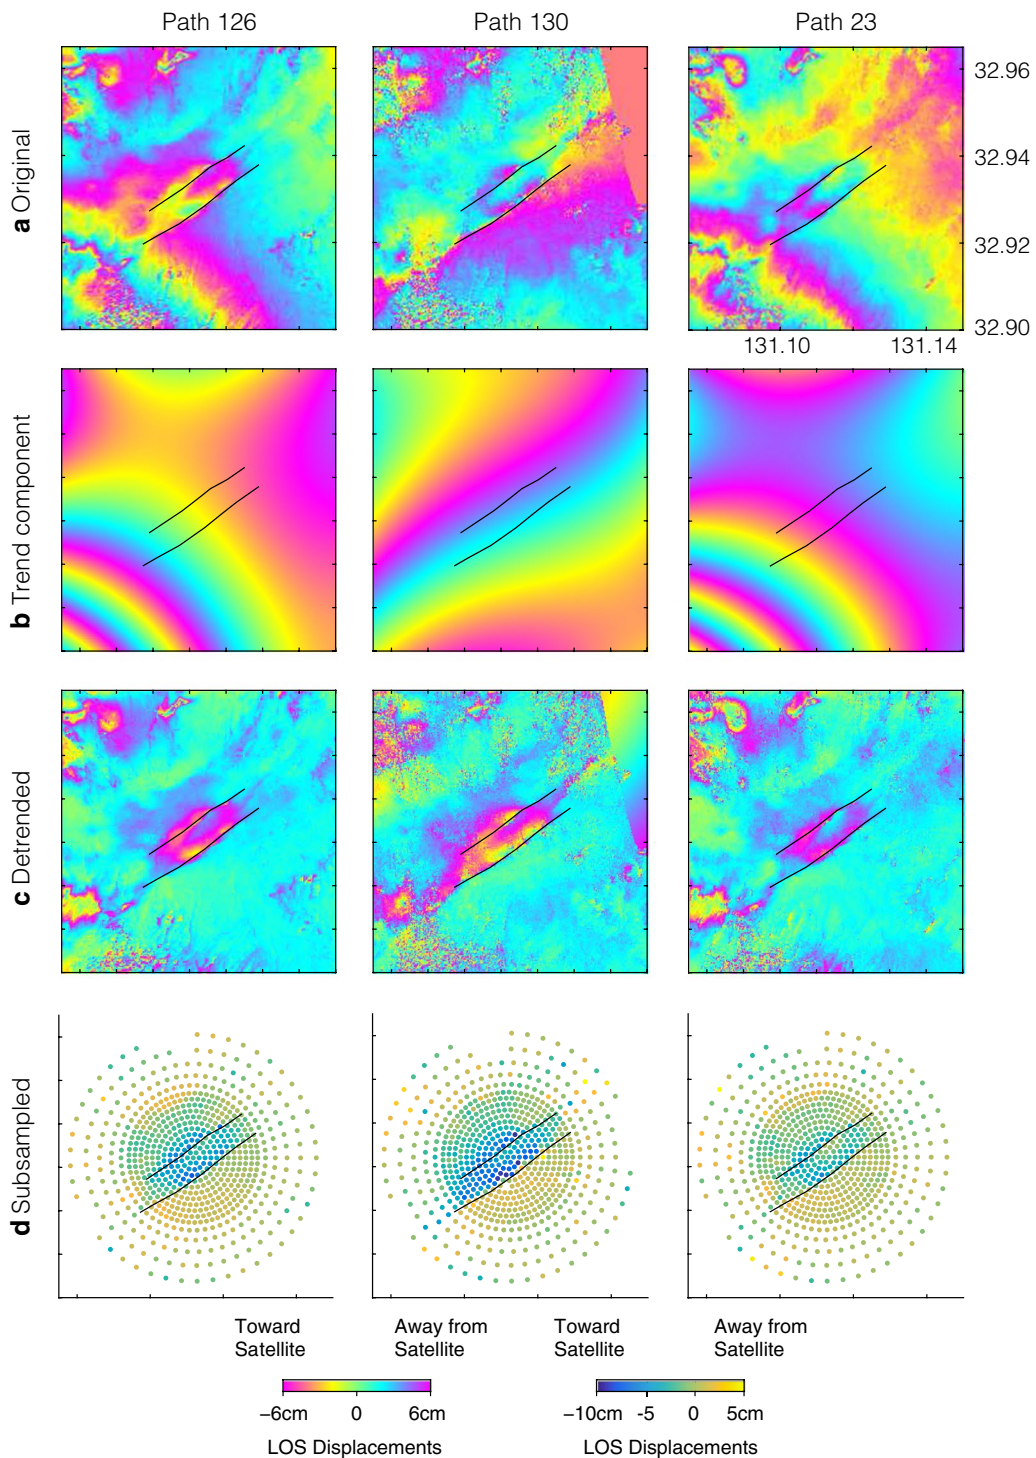 Path 126
Path 130
Path 23
a Original
32.96
32.94
32.92
32.90
131.10
131.14
b Trend component
c Detrended
d Subsampled
Toward
Satellite
Away from
Satellite
Toward
Satellite
Away from
Satellite
−6cm
0
6cm
LOS Displacements
−10cm
-5
0
5cm
LOS Displacements